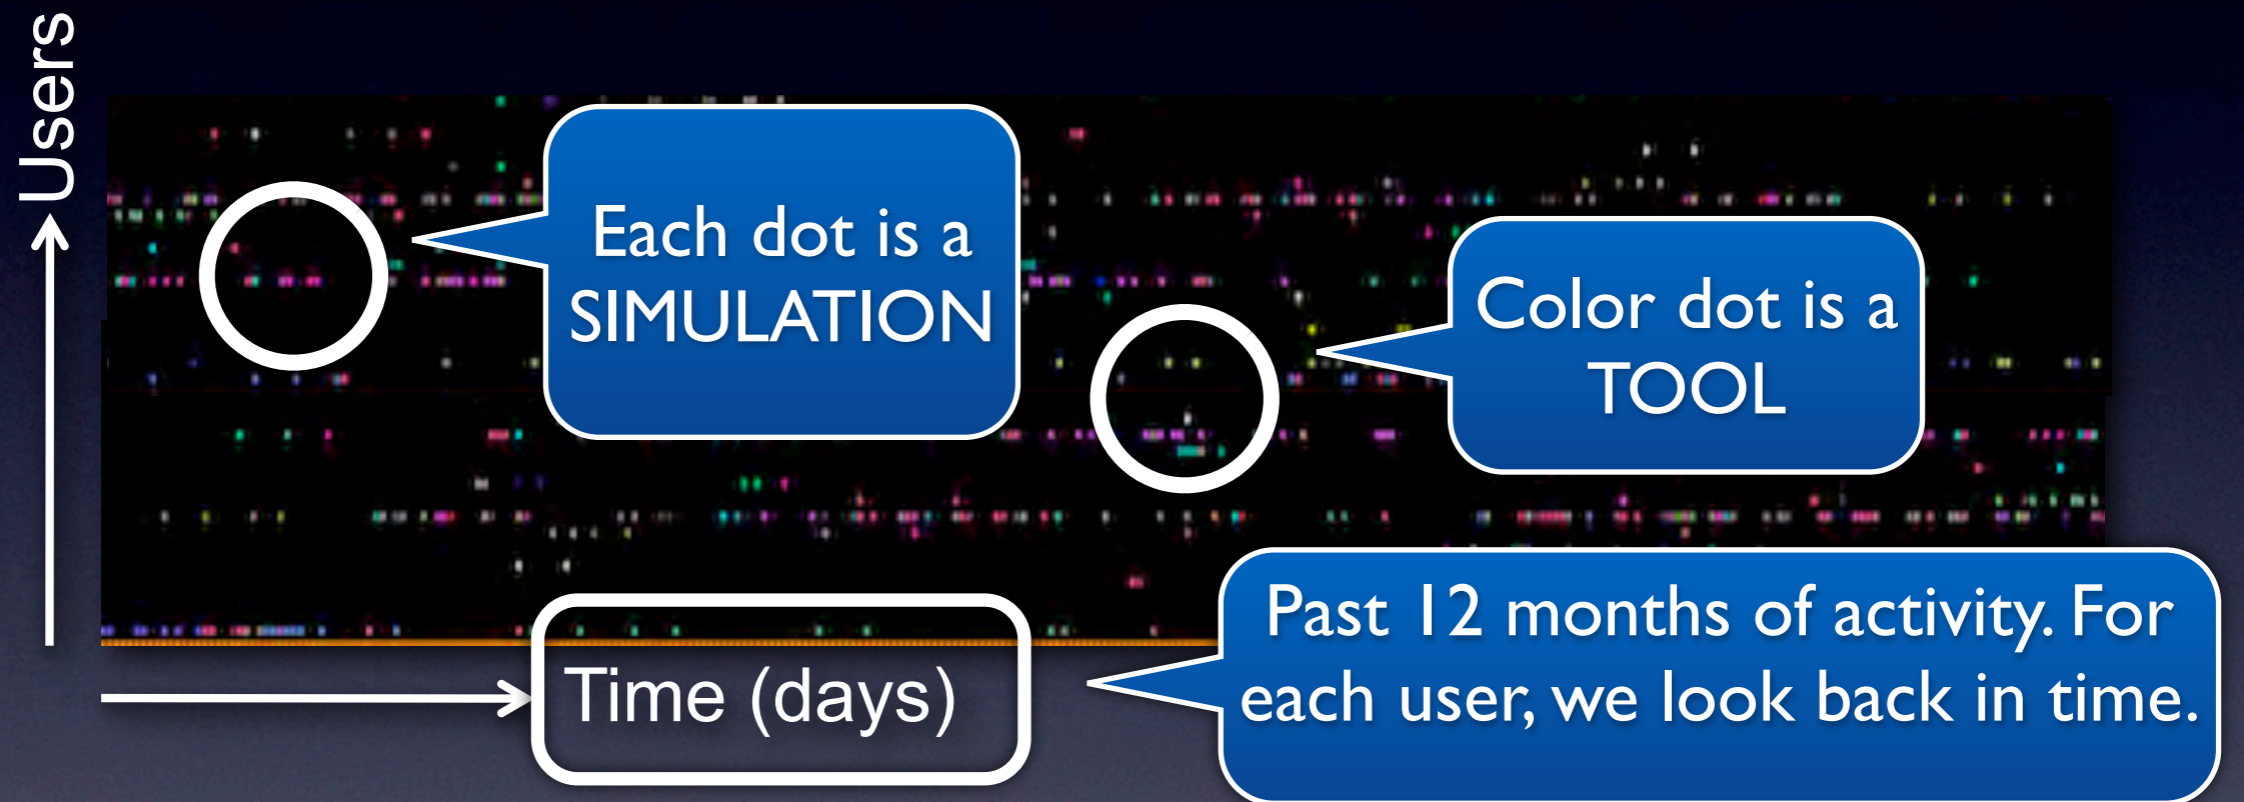 Users
Each dot is a
SIMULATION
Color dot is a
TOOL
Past 12 months of activity. For
each user, we look back in time.
Time (days)